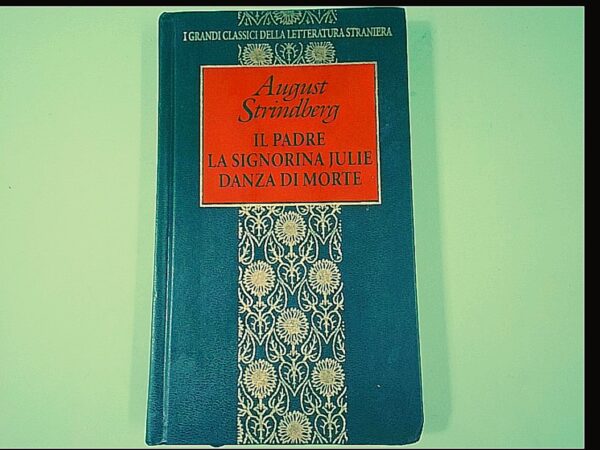 I GRANDI CLASSICI DELLA LETTERATURA STRANIERA
August
Strindberg
IL PADRE
LA SIGNORINA JULIE
DANZA DI MORTE